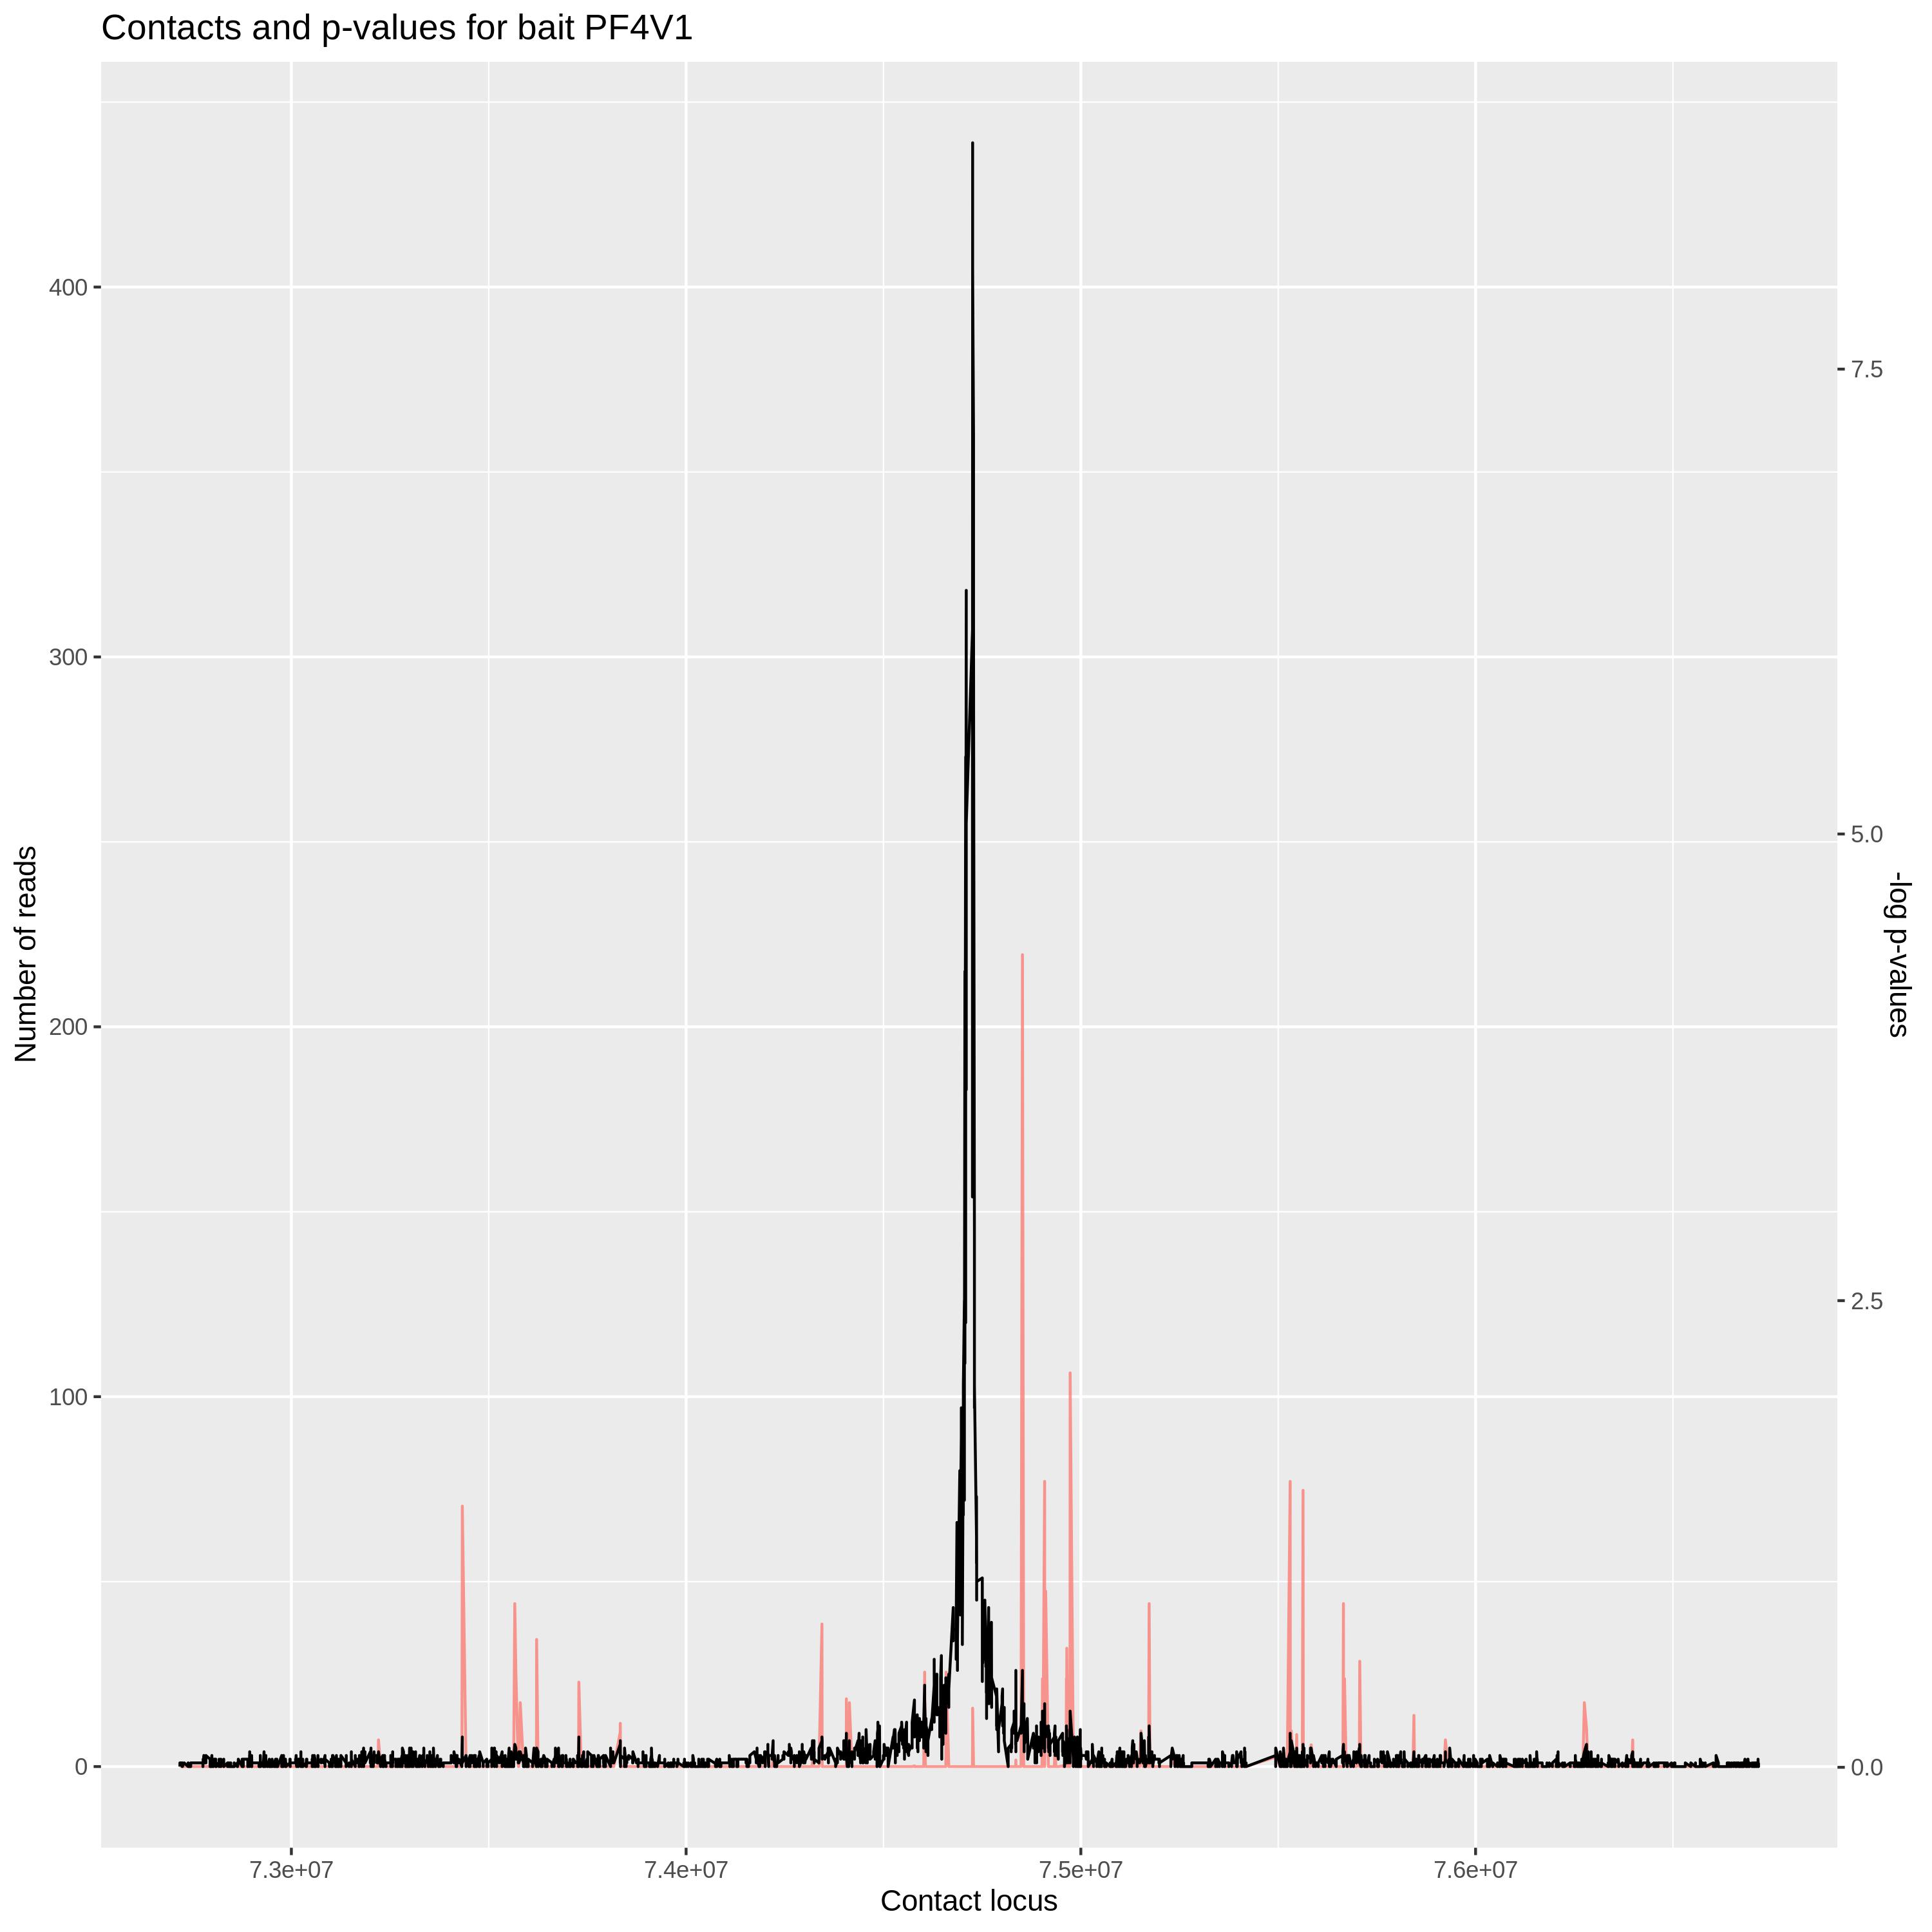 Contacts and p-values for bait PF4V1
400
300
200
100
0
7.5
5.0
2.5
0.0
Number of reads
-log p-values
7.3e+07
7.4e+07
7.5e+07
7.6e+07
Contact locus